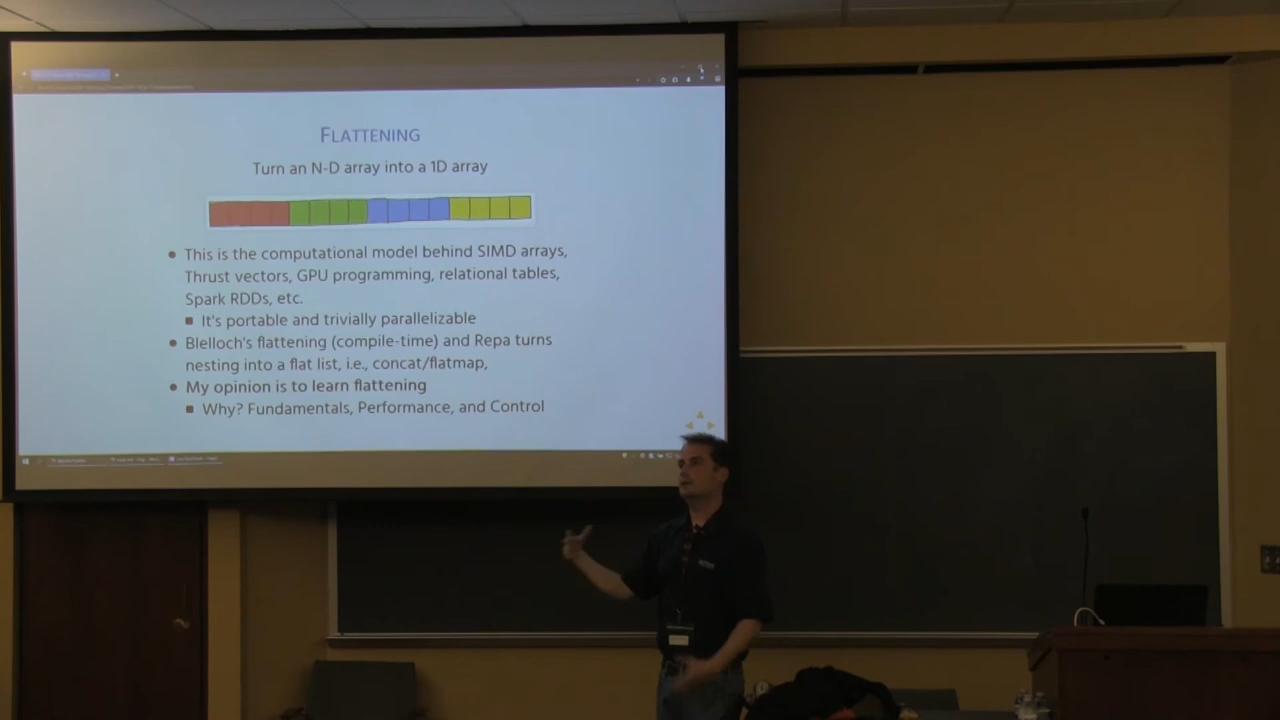 FLATTENING
Turn an N-D array into a 1D array
This is the computational model behind SIMD arrays,
Thrust vectors, GPU programming, relational tables,
Spark RDDs, etc.
It's portable and trivially parallelizable
Blelloch's flattening (compile-time) and Repa turns
nesting into a flat list, i.e., concat/flatmap,
My opinion is to learn flattening
Why? Fundamentals, Performance, and Control